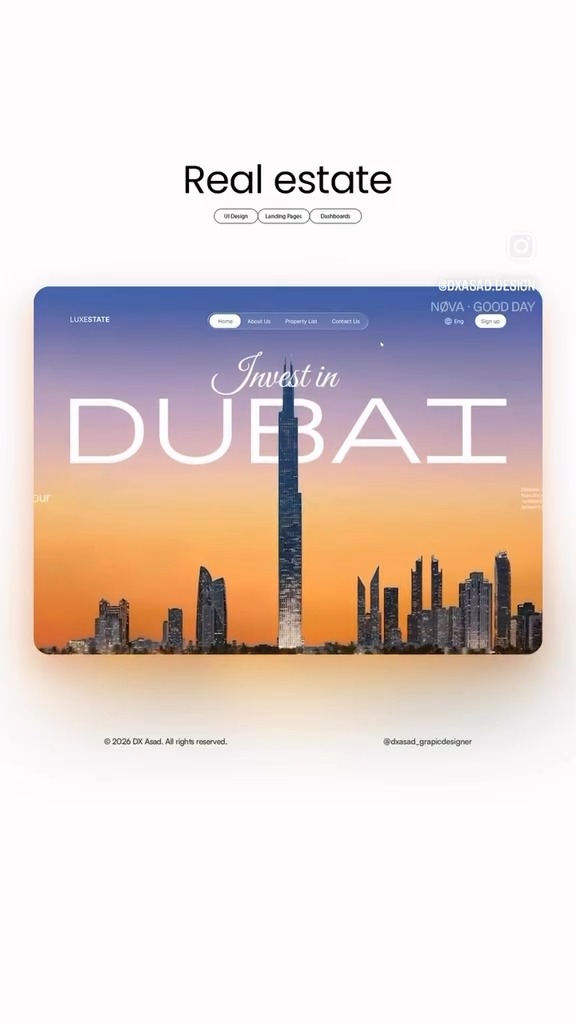 Real estate
UI Design
Landing Pages
Dashboards
@DXASAD.DESIGN
NØVA · GOOD DAY
LUXESTATE
Home
About Us
Property List
Contact Us
Eng
Sign up
Invest in
DUBAI
our
© 2026 DX Asad. All rights reserved.
@dxasad_grapicdesigner